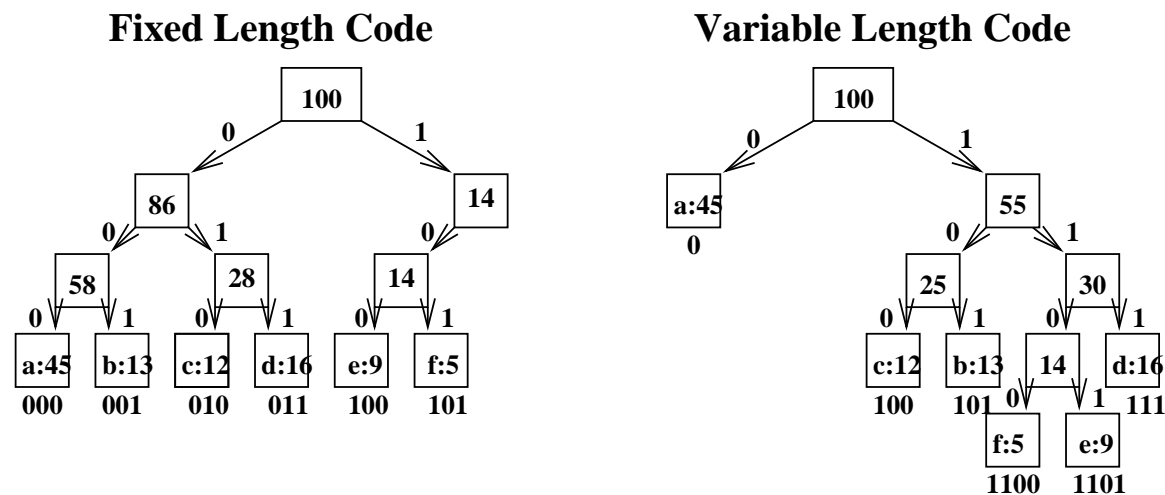 Fixed Length Code
Variable Length Code
100
0 1
86 14
0 1 0
58 28 14
0 1 0 1 0 1
a:45 b:13 c:12 d:16 e:9 f:5
000 001 010 011 100 101
100
0 1
a:45 55
0 0 1
25 30
0 1 0 1
c:12 b:13 14 d:16
100 101 0 1 111
f:5 e:9
1100 1101